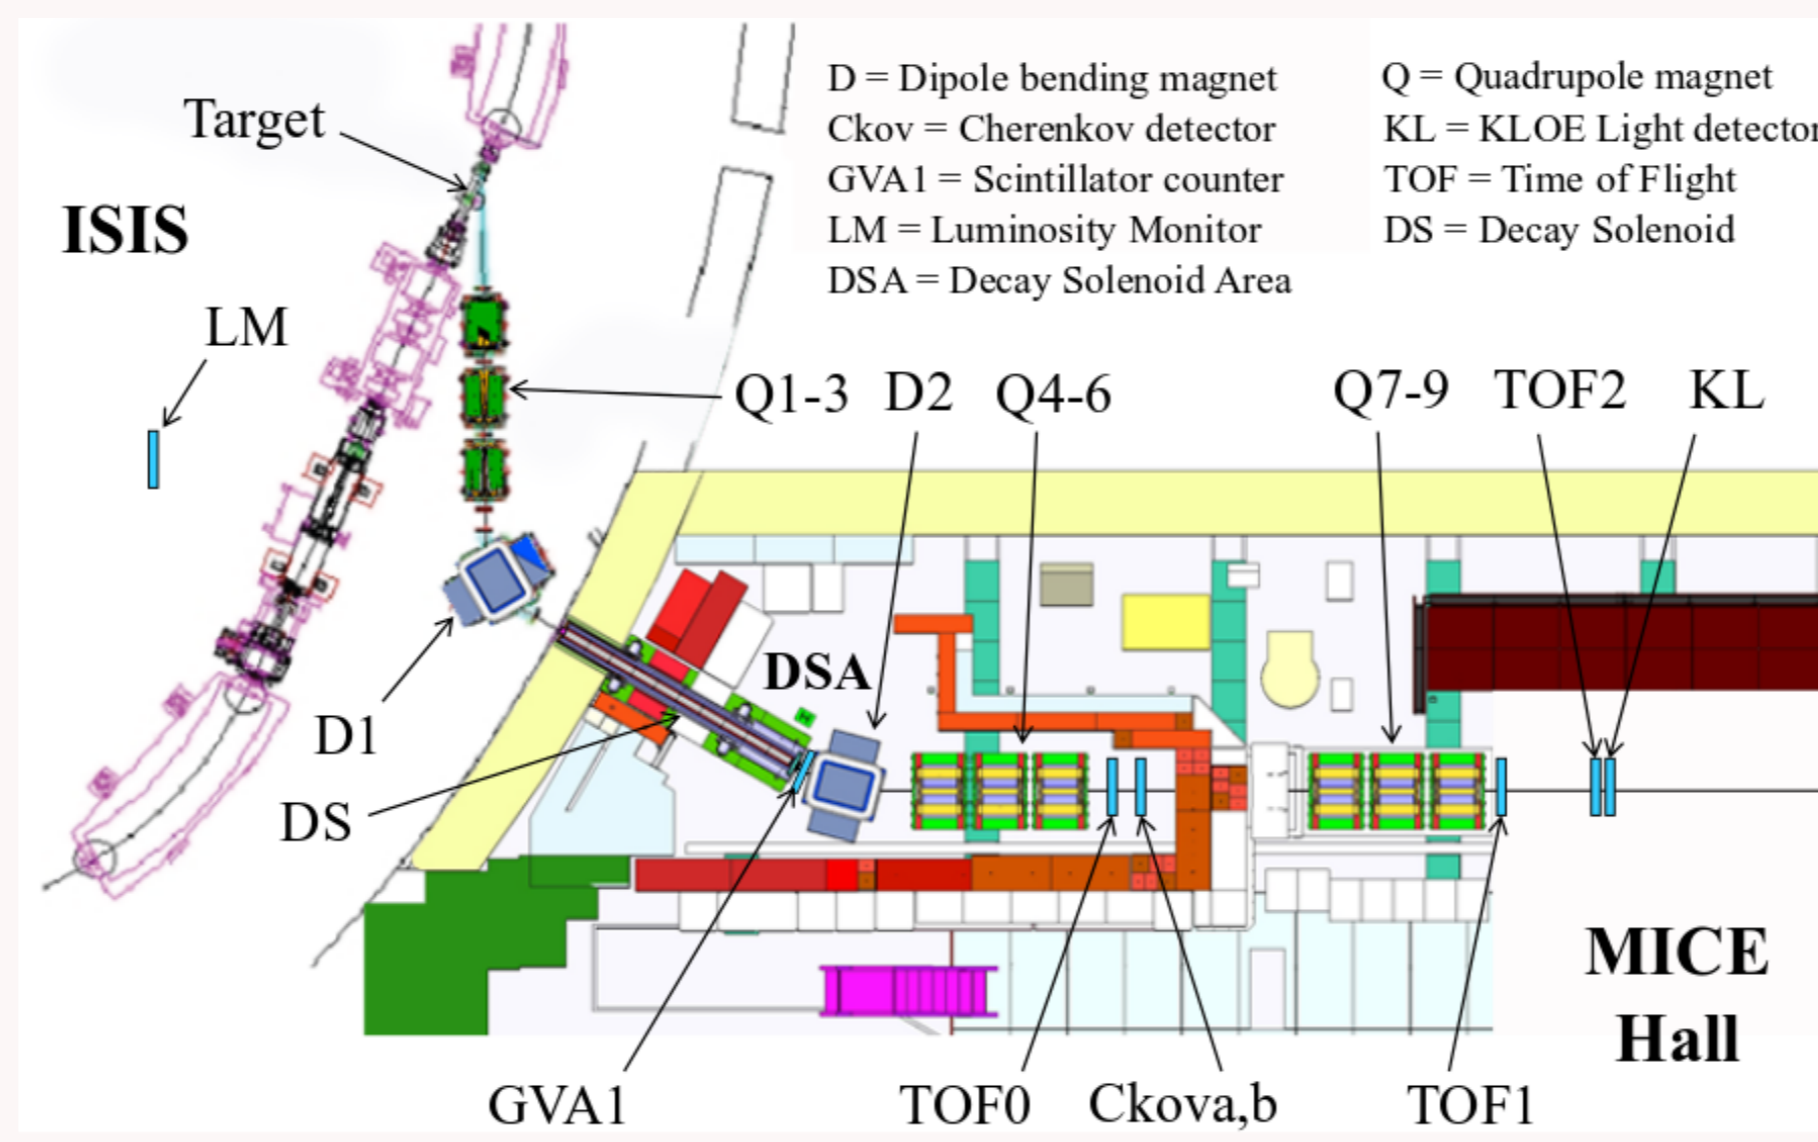 D = Dipole bending magnet
Ckov = Cherenkov detector
GVA1 = Scintillator counter
LM = Luminosity Monitor
DSA = Decay Solenoid Area
Q = Quadrupole magnet
KL = KLOE Light detector
TOF = Time of Flight
DS = Decay Solenoid
Target
ISIS
LM
Q1-3
D2
Q4-6
Q7-9
TOF2
KL
DSA
D1
DS
MICE
Hall
GVA1
TOF0
Ckova,b
TOF1